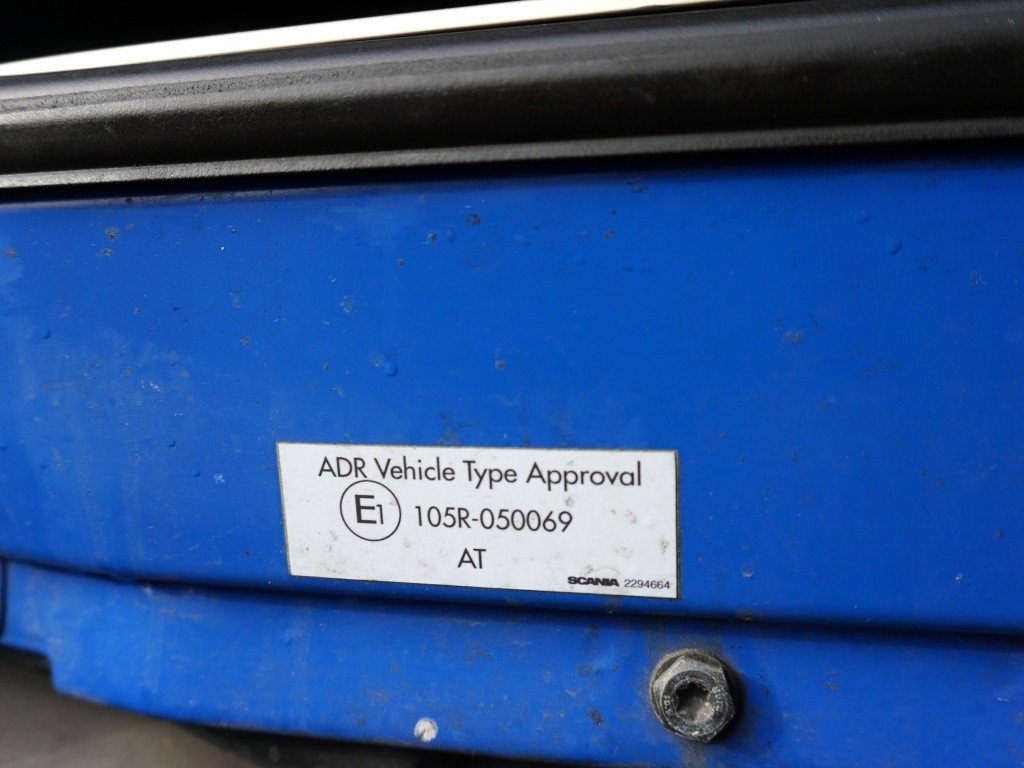 ADR Vehicle Type Approval
E1 105R-050069
AT
SCANIA 2294664